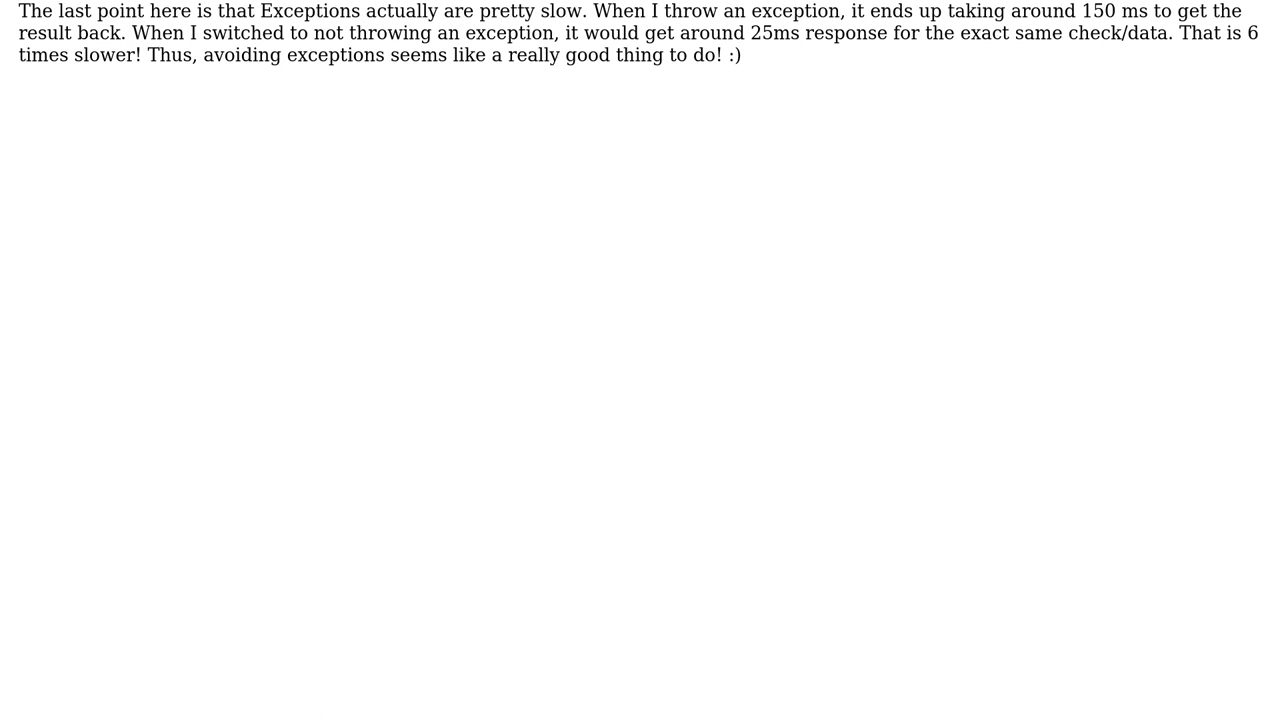 The last point here is that Exceptions actually are pretty slow. When I throw an exception, it ends up taking around 150 ms to get the
result back. When I switched to not throwing an exception, it would get around 25ms response for the exact same check/data. That is 6
times slower! Thus, avoiding exceptions seems like a really good thing to do! :)